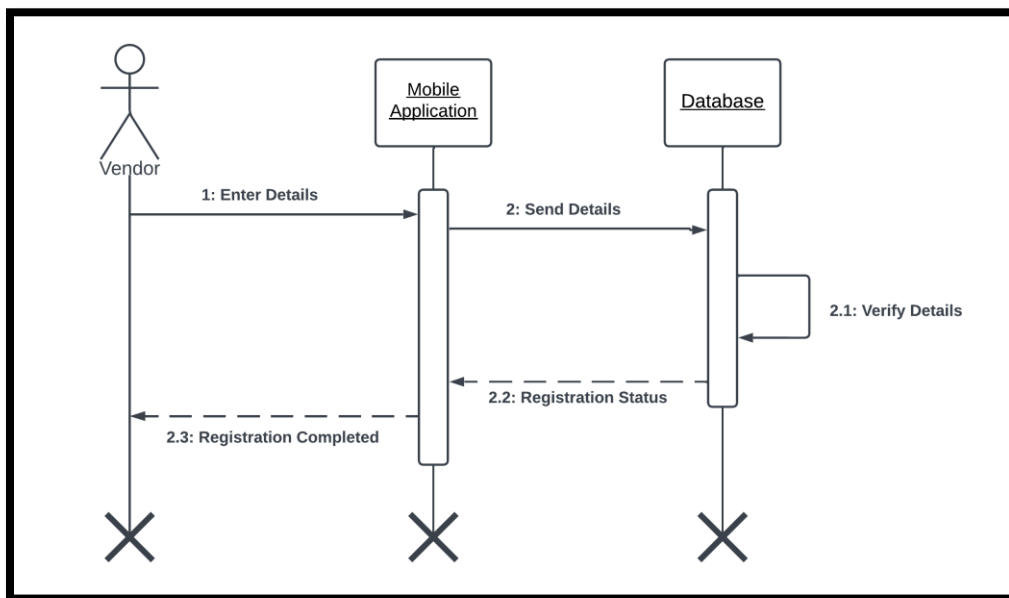 Mobile
Application
Database
Vendor
1: Enter Details
2: Send Details
2.1: Verify Details
2.2: Registration Status
2.3: Registration Completed